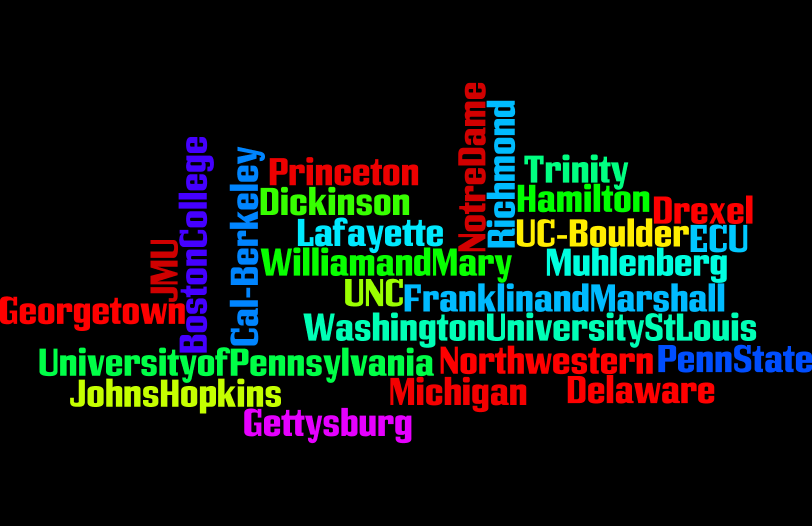 NotreDame
Richmond
BostonCollege
Cal-Berkeley
Princeton
Trinity
Dickinson
Hamilton
Drexel
Lafayette
UC-Boulder
ECU
JMU
WilliamandMary
Muhlenberg
UNC
FranklinandMarshall
Georgetown
WashingtonUniversityStLouis
UniversityofPennsylvania
Northwestern
PennState
JohnsHopkins
Michigan
Delaware
Gettysburg